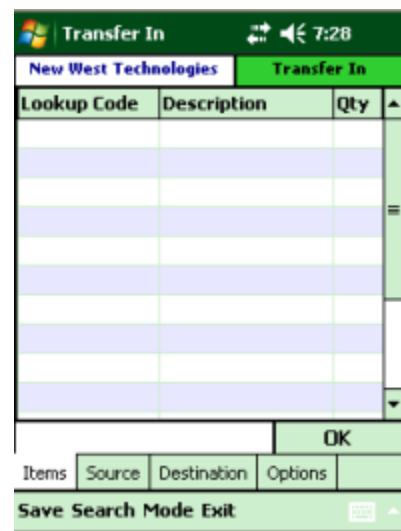 Transfer In 7:28
New West Technologies Transfer In
Lookup Code Description Qty
OK
Items Source Destination Options
Save Search Mode Exit